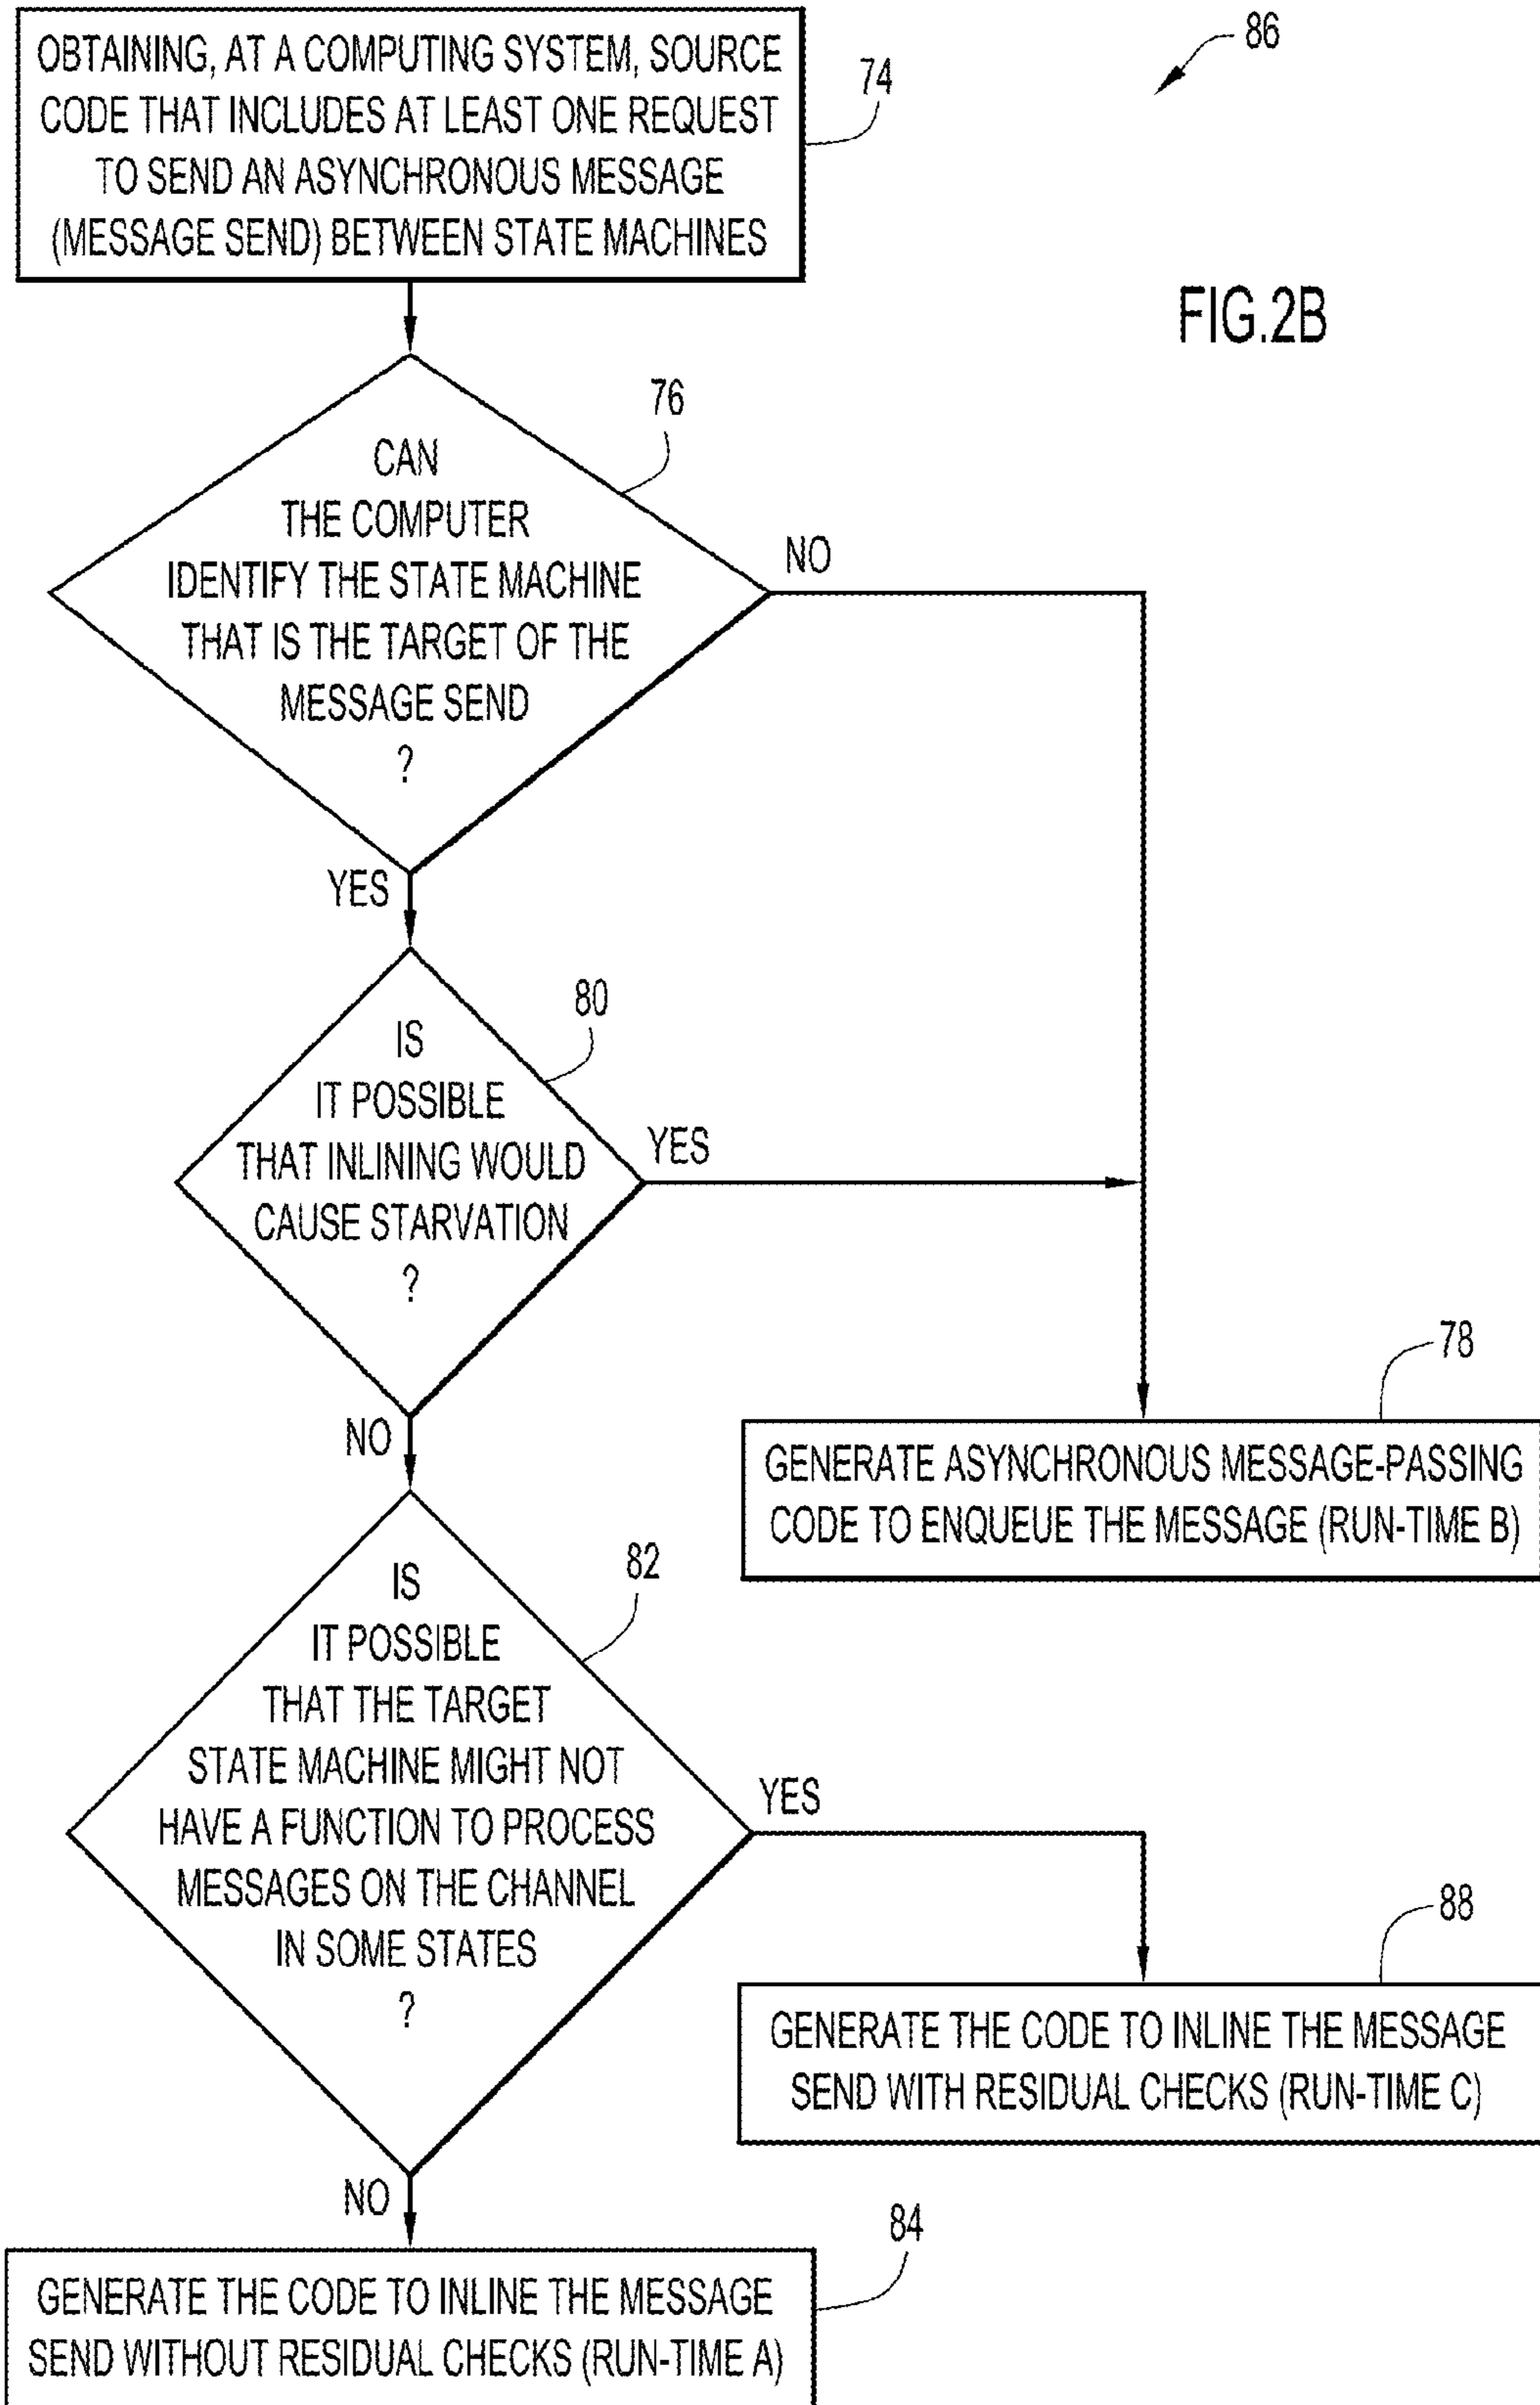 OBTAINING, AT A COMPUTING SYSTEM, SOURCE
CODE THAT INCLUDES AT LEAST ONE REQUEST
TO SEND AN ASYNCHRONOUS MESSAGE
(MESSAGE SEND) BETWEEN STATE MACHINES
74
86
FIG.2B
CAN
THE COMPUTER
IDENTIFY THE STATE MACHINE
THAT IS THE TARGET OF THE
MESSAGE SEND
?
76
NO
YES
IS
IT POSSIBLE
THAT INLINING WOULD
CAUSE STARVATION
?
80
YES
NO
78
GENERATE ASYNCHRONOUS MESSAGE-PASSING
CODE TO ENQUEUE THE MESSAGE (RUN-TIME B)
IS
IT POSSIBLE
THAT THE TARGET
STATE MACHINE MIGHT NOT
HAVE A FUNCTION TO PROCESS
MESSAGES ON THE CHANNEL
IN SOME STATES
?
82
YES
88
GENERATE THE CODE TO INLINE THE MESSAGE
SEND WITH RESIDUAL CHECKS (RUN-TIME C)
NO
84
GENERATE THE CODE TO INLINE THE MESSAGE
SEND WITHOUT RESIDUAL CHECKS (RUN-TIME A)